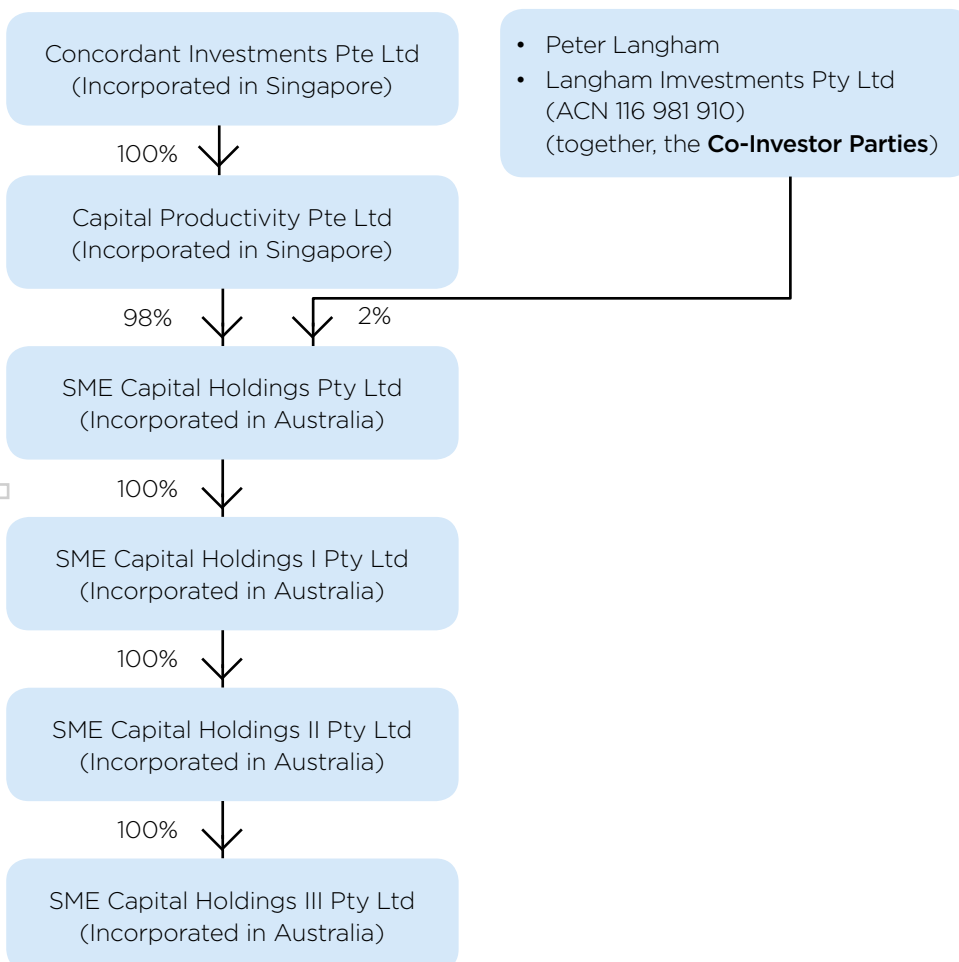 Concordant Investments Pte Ltd
(Incorporated in Singapore)
• Peter Langham
• Langham Imvestments Pty Ltd
(ACN 116 981 910)
(together, the Co-Investor Parties)
100%
Capital Productivity Pte Ltd
(Incorporated in Singapore)
98%
2%
SME Capital Holdings Pty Ltd
(Incorporated in Australia)
100%
SME Capital Holdings I Pty Ltd
(Incorporated in Australia)
100%
SME Capital Holdings II Pty Ltd
(Incorporated in Australia)
100%
SME Capital Holdings III Pty Ltd
(Incorporated in Australia)